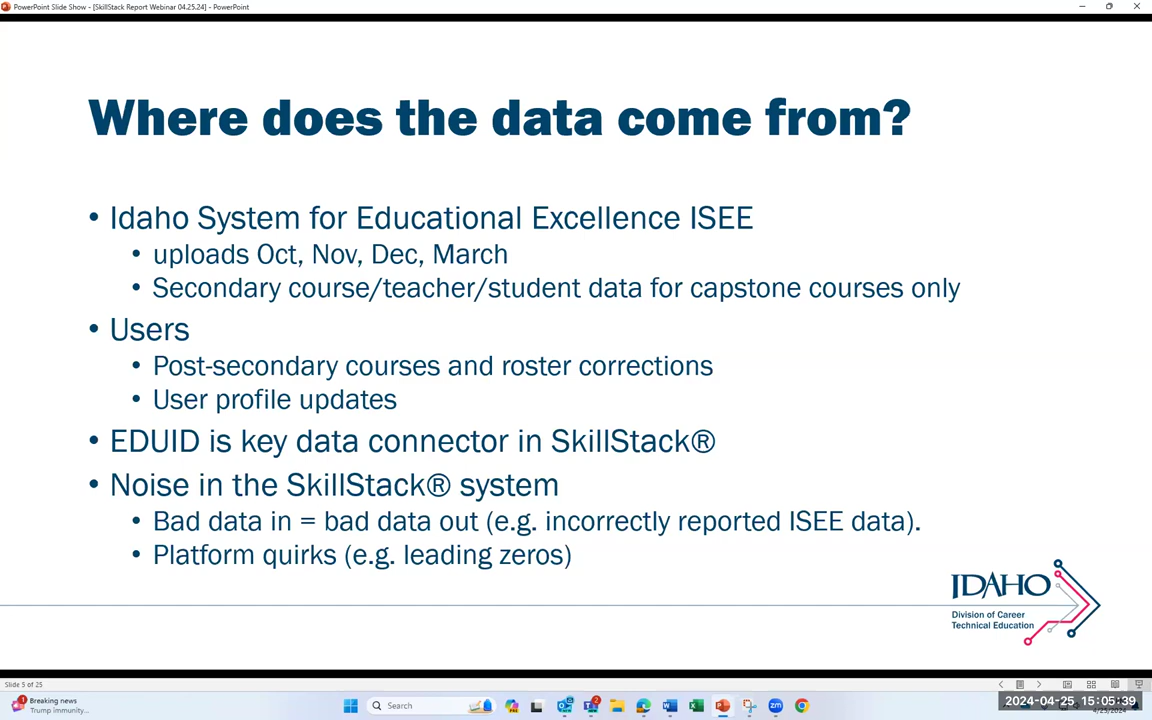 PowerPoint Slide Show - [SkillStack Report Webinar 04.25.24] - PowerPoint
Where does the data come from?
• Idaho System for Educational Excellence ISEE
• uploads Oct, Nov, Dec, March
• Secondary course/teacher/student data for capstone courses only
• Users
• Post-secondary courses and roster corrections
• User profile updates
• EDUID is key data connector in SkillStack®
• Noise in the SkillStack® system
• Bad data in = bad data out (e.g. incorrectly reported ISEE data).
• Platform quirks (e.g. leading zeros)
IDAHO
Division of Career
Technical Education
Slide 5 of 25
Breaking news
Trump immunity...
Search
2024-04-25 15:05:39